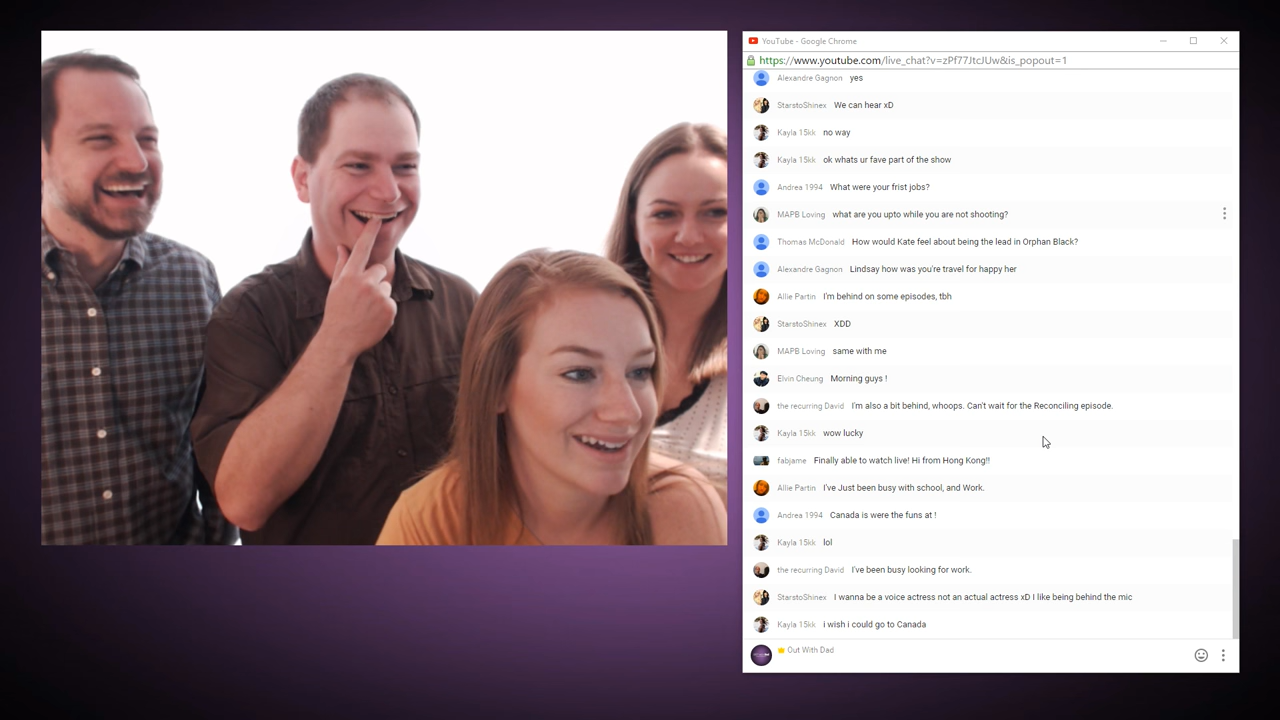 YouTube - Google Chrome
https://www.youtube.com/live_chat?v=zPf77JtcJUw&is_popout=1
Alexandre Gagnon yes
StarstoShinex We can hear xD
Kayla 15kk no way
Kayla 15kk ok whats ur fave part of the show
Andrea 1994 What were your frist jobs?
MAPB Loving what are you upto while you are not shooting?
Thomas McDonald How would Kate feel about being the lead in Orphan Black?
Alexandre Gagnon Lindsay how was you're travel for happy her
Allie Partin I'm behind on some episodes, tbh
StarstoShinex XDD
MAPB Loving same with me
Elvin Cheung Morning guys !
the recurring David I'm also a bit behind, whoops. Can't wait for the Reconciling episode.
Kayla 15kk wow lucky
fabjame Finally able to watch live! Hi from Hong Kong!!
Allie Partin I've Just been busy with school, and Work.
Andrea 1994 Canada is were the funs at !
Kayla 15kk lol
the recurring David I've been busy looking for work.
StarstoShinex I wanna be a voice actress not an actual actress xD I like being behind the mic
Kayla 15kk i wish i could go to Canada
Out With Dad